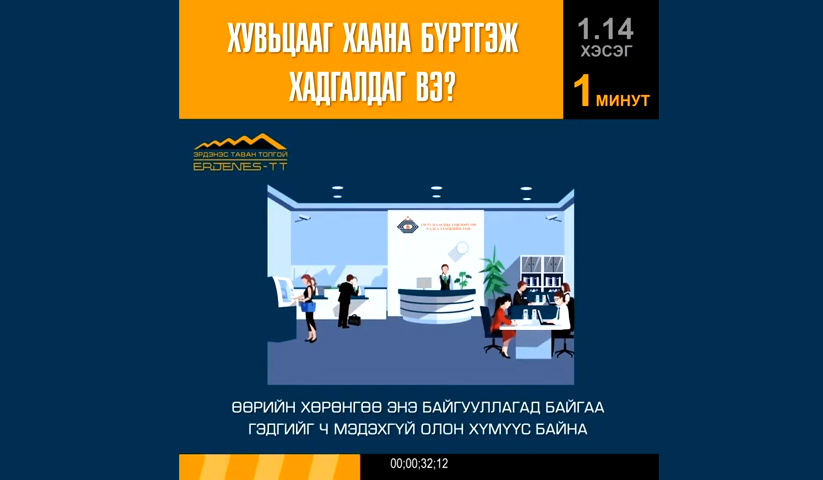 ХУВЬЦААГ ХААНА БҮРТГЭЖ
ХАДГАЛДАГ ВЭ?
1.14
ХЭСЭГ
1 МИНУТ
ЭРДЭНЭС ТАВАН ТОЛГОЙ
ERDENES-TT
ӨӨРИЙН ХӨРӨНГӨӨ ЭНЭ БАЙГУУЛЛАГАД БАЙГАА
ГЭДГИЙГ Ч МЭДЭХГҮЙ ОЛОН ХҮМҮҮС БАЙНА
00;00;32;12